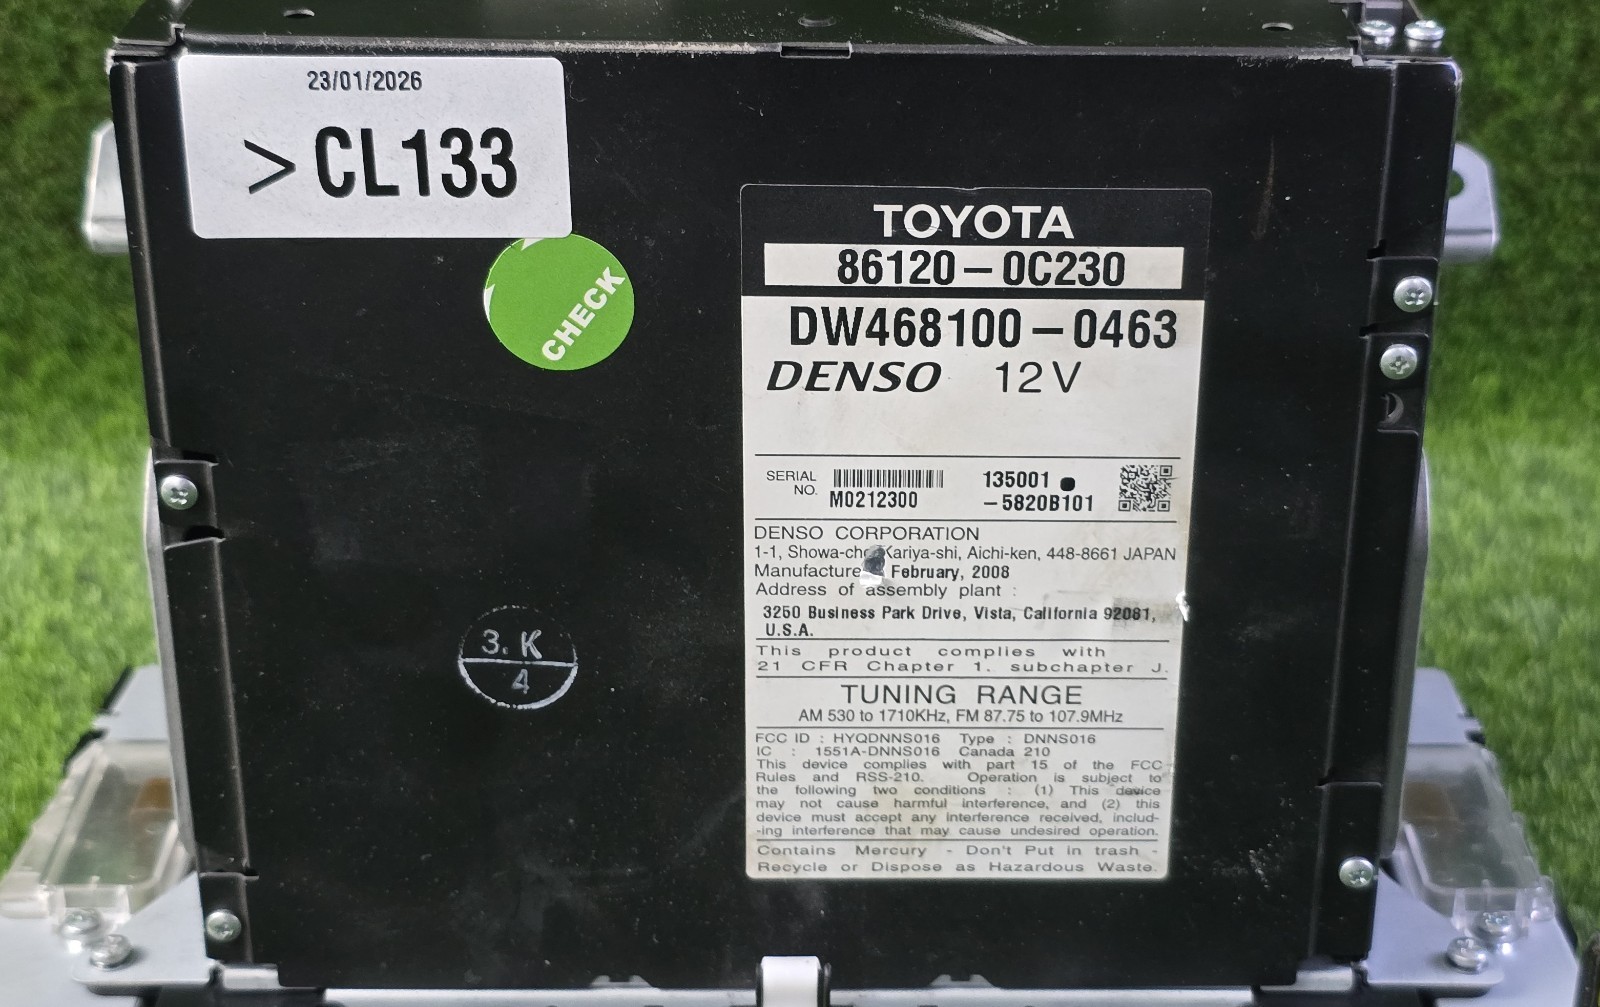 23/01/2026
> CL133
CHECK
TOYOTA
86120-0C230
DW468100-0463
DENSO 12V
SERIAL NO. M0212300 135001 ●
-5820B101
DENSO CORPORATION
1-1, Showa-cho Kariya-shi, Aichi-ken, 448-8661 JAPAN
Manufacture February, 2008
Address of assembly plant :
3250 Business Park Drive, Vista, California 92081,
U.S.A.
This product complies with
21 CFR Chapter 1. subchapter J.
TUNING RANGE
AM 530 to 1710KHz, FM 87.75 to 107.9MHz
FCC ID : HYQDNNS016 Type : DNNS016
IC : 1551A-DNNS016 Canada 210
This device complies with part 15 of the FCC
Rules and RSS-210. Operation is subject to
the following two conditions : (1) This device
may not cause harmful interference, and (2) this
device must accept any interference received, includ-
-ing interference that may cause undesired operation.
Contains Mercury - Don't Put in trash -
Recycle or Dispose as Hazardous Waste.
3. K
4